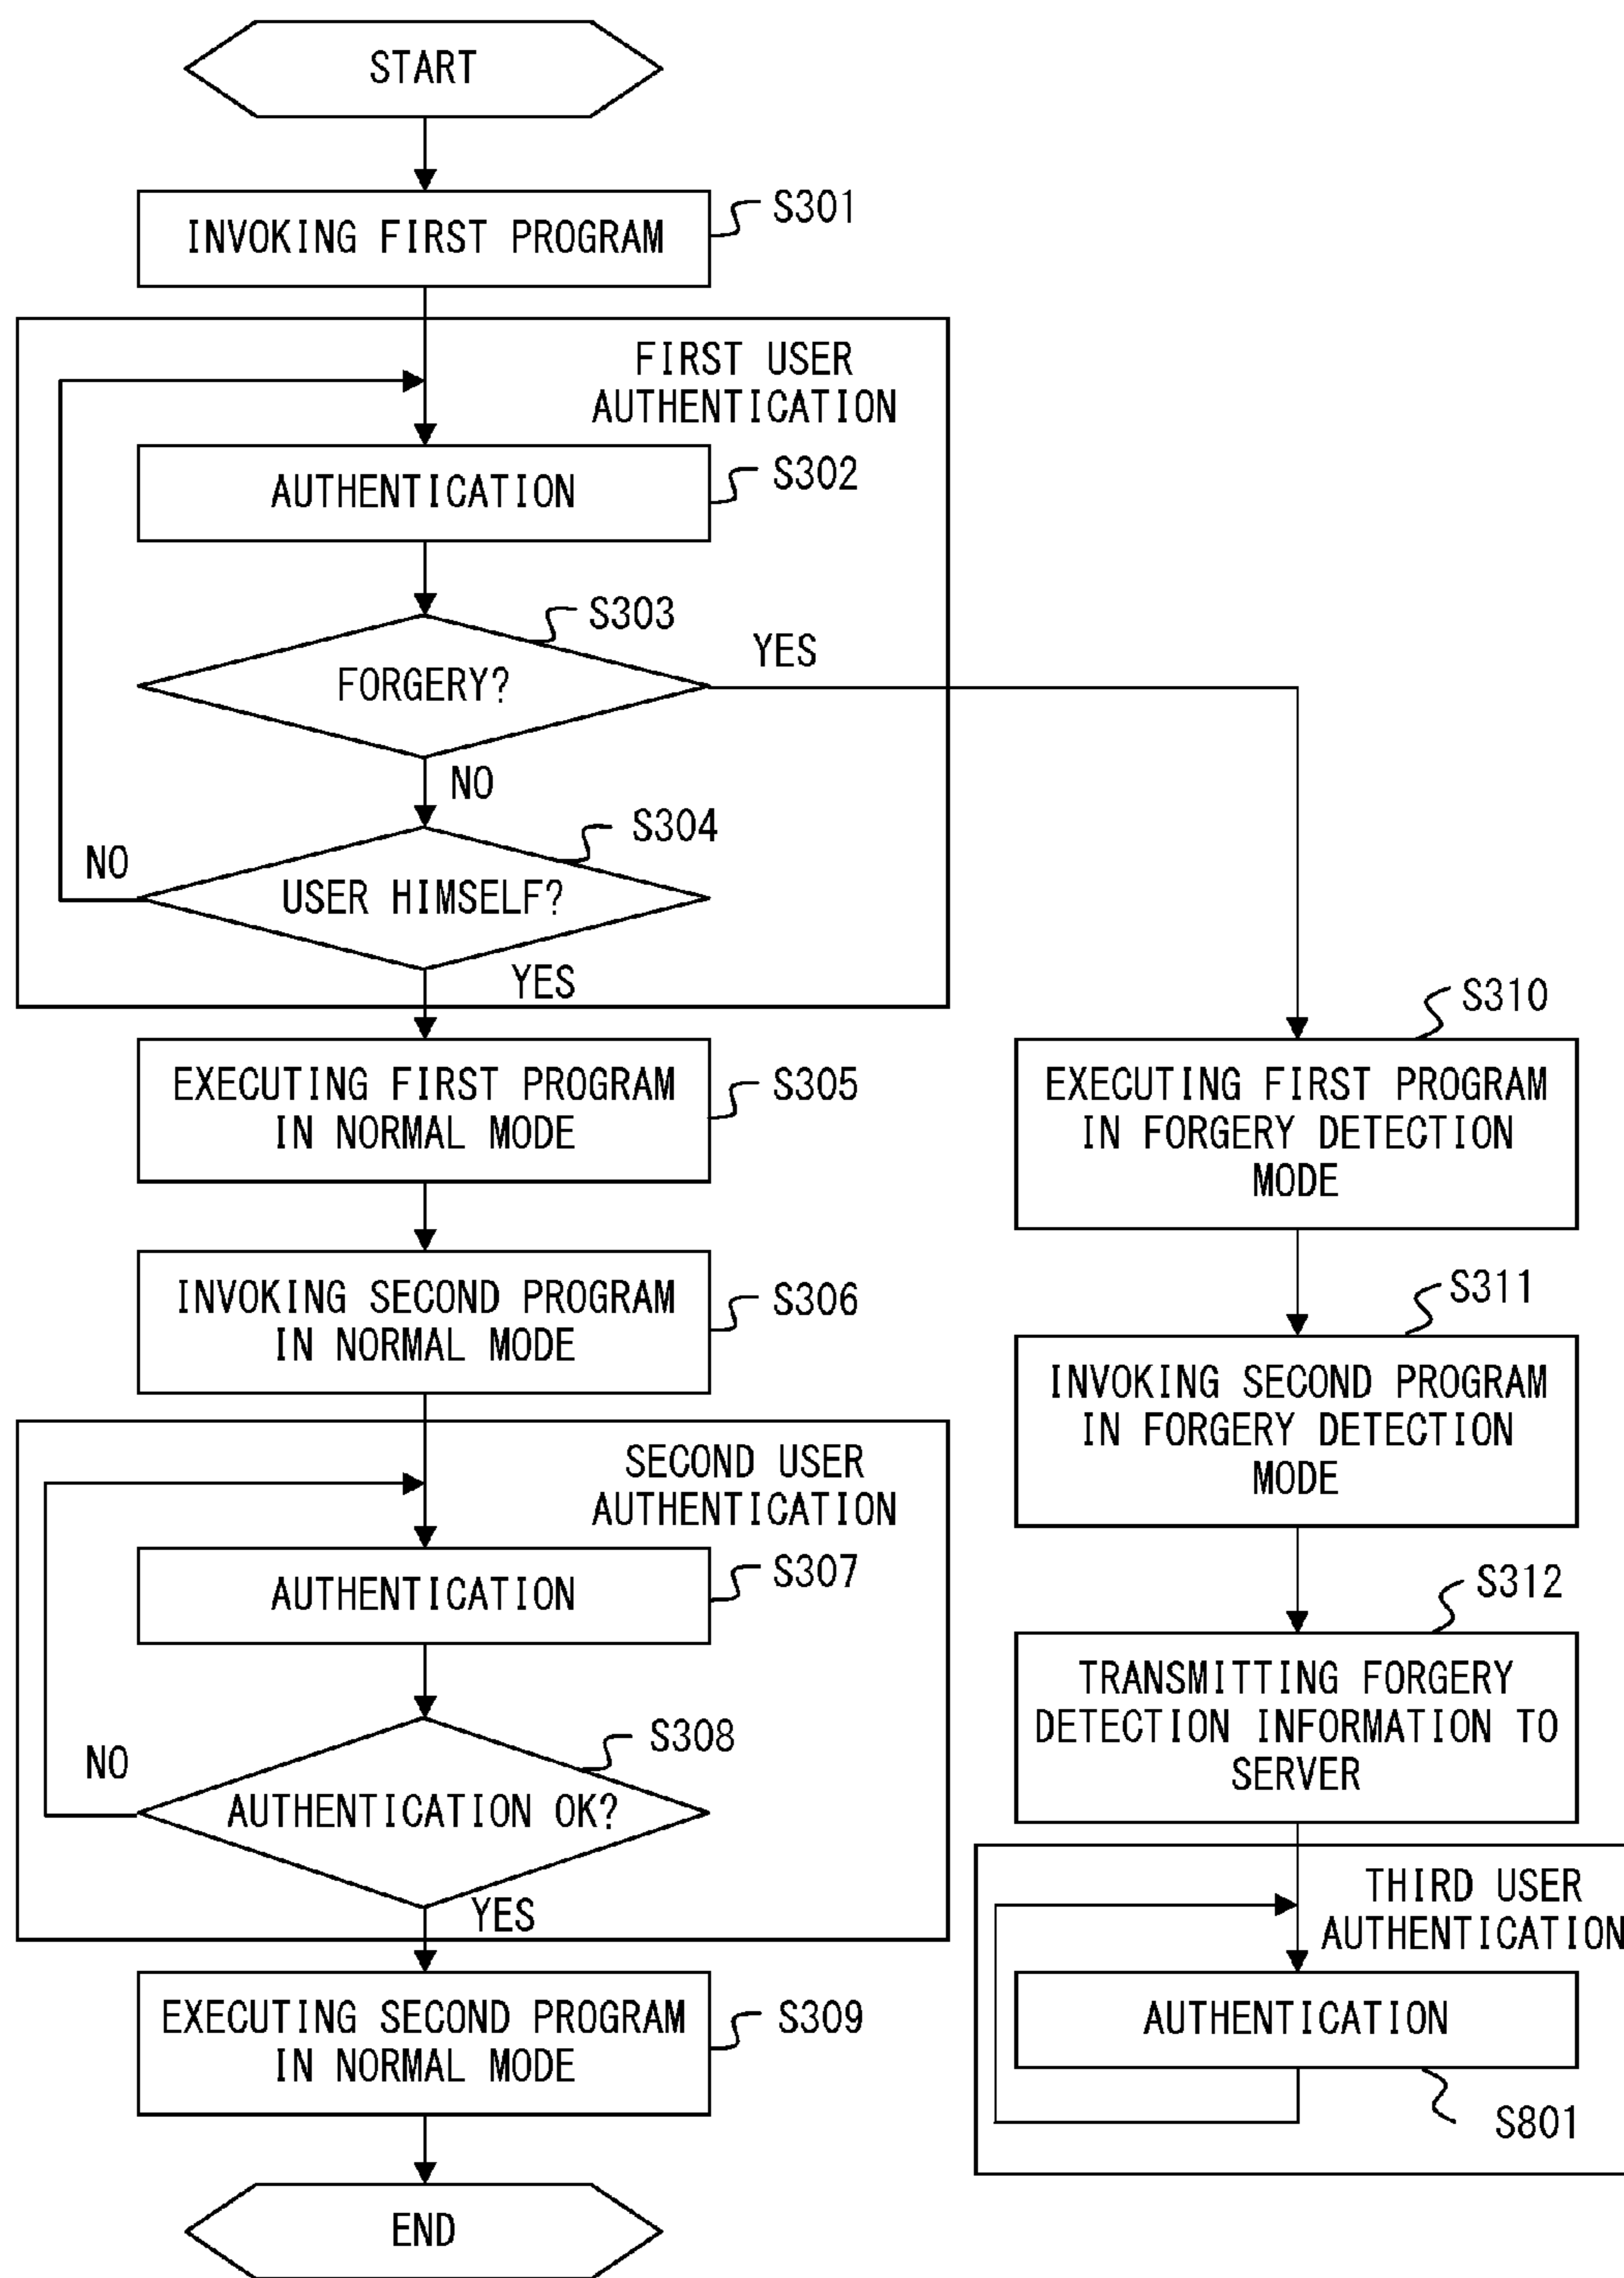 START
INVOKING FIRST PROGRAM
S301
FIRST USER
AUTHENTICATION
AUTHENTICATION
S302
FORGERY?
S303
YES
NO
USER HIMSELF?
S304
NO
YES
EXECUTING FIRST PROGRAM
IN NORMAL MODE
S305
INVOKING SECOND PROGRAM
IN NORMAL MODE
S306
SECOND USER
AUTHENTICATION
AUTHENTICATION
S307
AUTHENTICATION OK?
S308
NO
YES
EXECUTING SECOND PROGRAM
IN NORMAL MODE
S309
END
S310
EXECUTING FIRST PROGRAM
IN FORGERY DETECTION
MODE
S311
INVOKING SECOND PROGRAM
IN FORGERY DETECTION
MODE
S312
TRANSMITTING FORGERY
DETECTION INFORMATION TO
SERVER
THIRD USER
AUTHENTICATION
AUTHENTICATION
S801